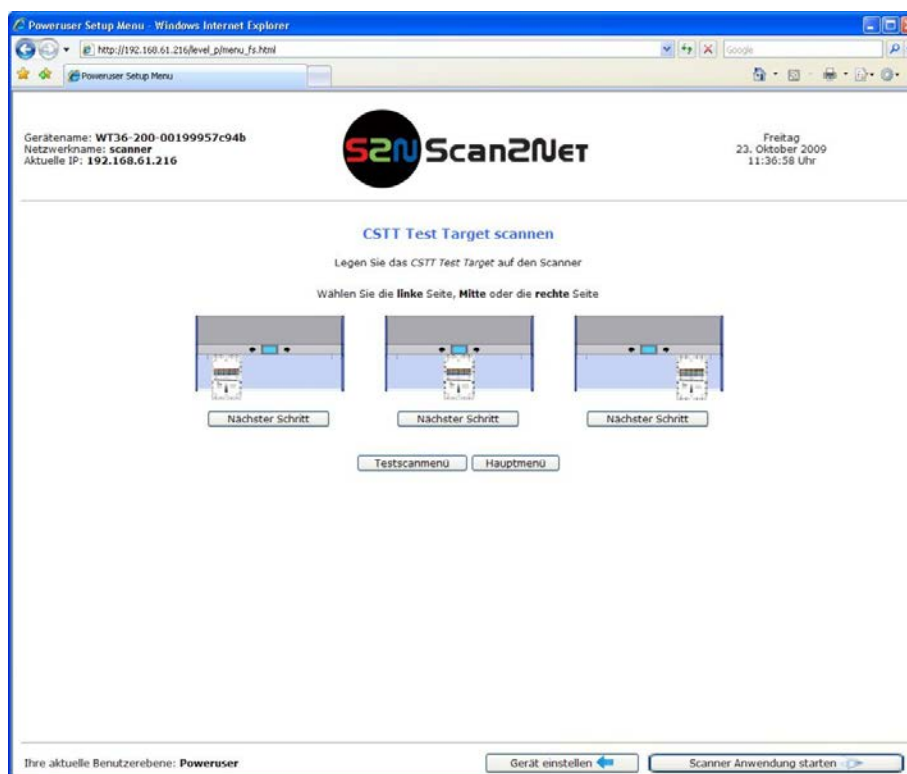 Poweruser Setup Menu - Windows Internet Explorer
http://192.168.61.216/level_p/menu_fs.html
Google
Poweruser Setup Menu
Gerätename: WT36-200-00199957c94b
Netzwerkname: scanner
Aktuelle IP: 192.168.61.216
S2N Scan2Net
Freitag
23. Oktober 2009
11:36:58 Uhr
CSTT Test Target scannen
Legen Sie das CSTT Test Target auf den Scanner
Wählen Sie die linke Seite, Mitte oder die rechte Seite
Nächster Schritt Nächster Schritt Nächster Schritt
Testscanmenü Hauptmenü
Ihre aktuelle Benutzerebene: Poweruser Gerät einstellen Scanner Anwendung starten